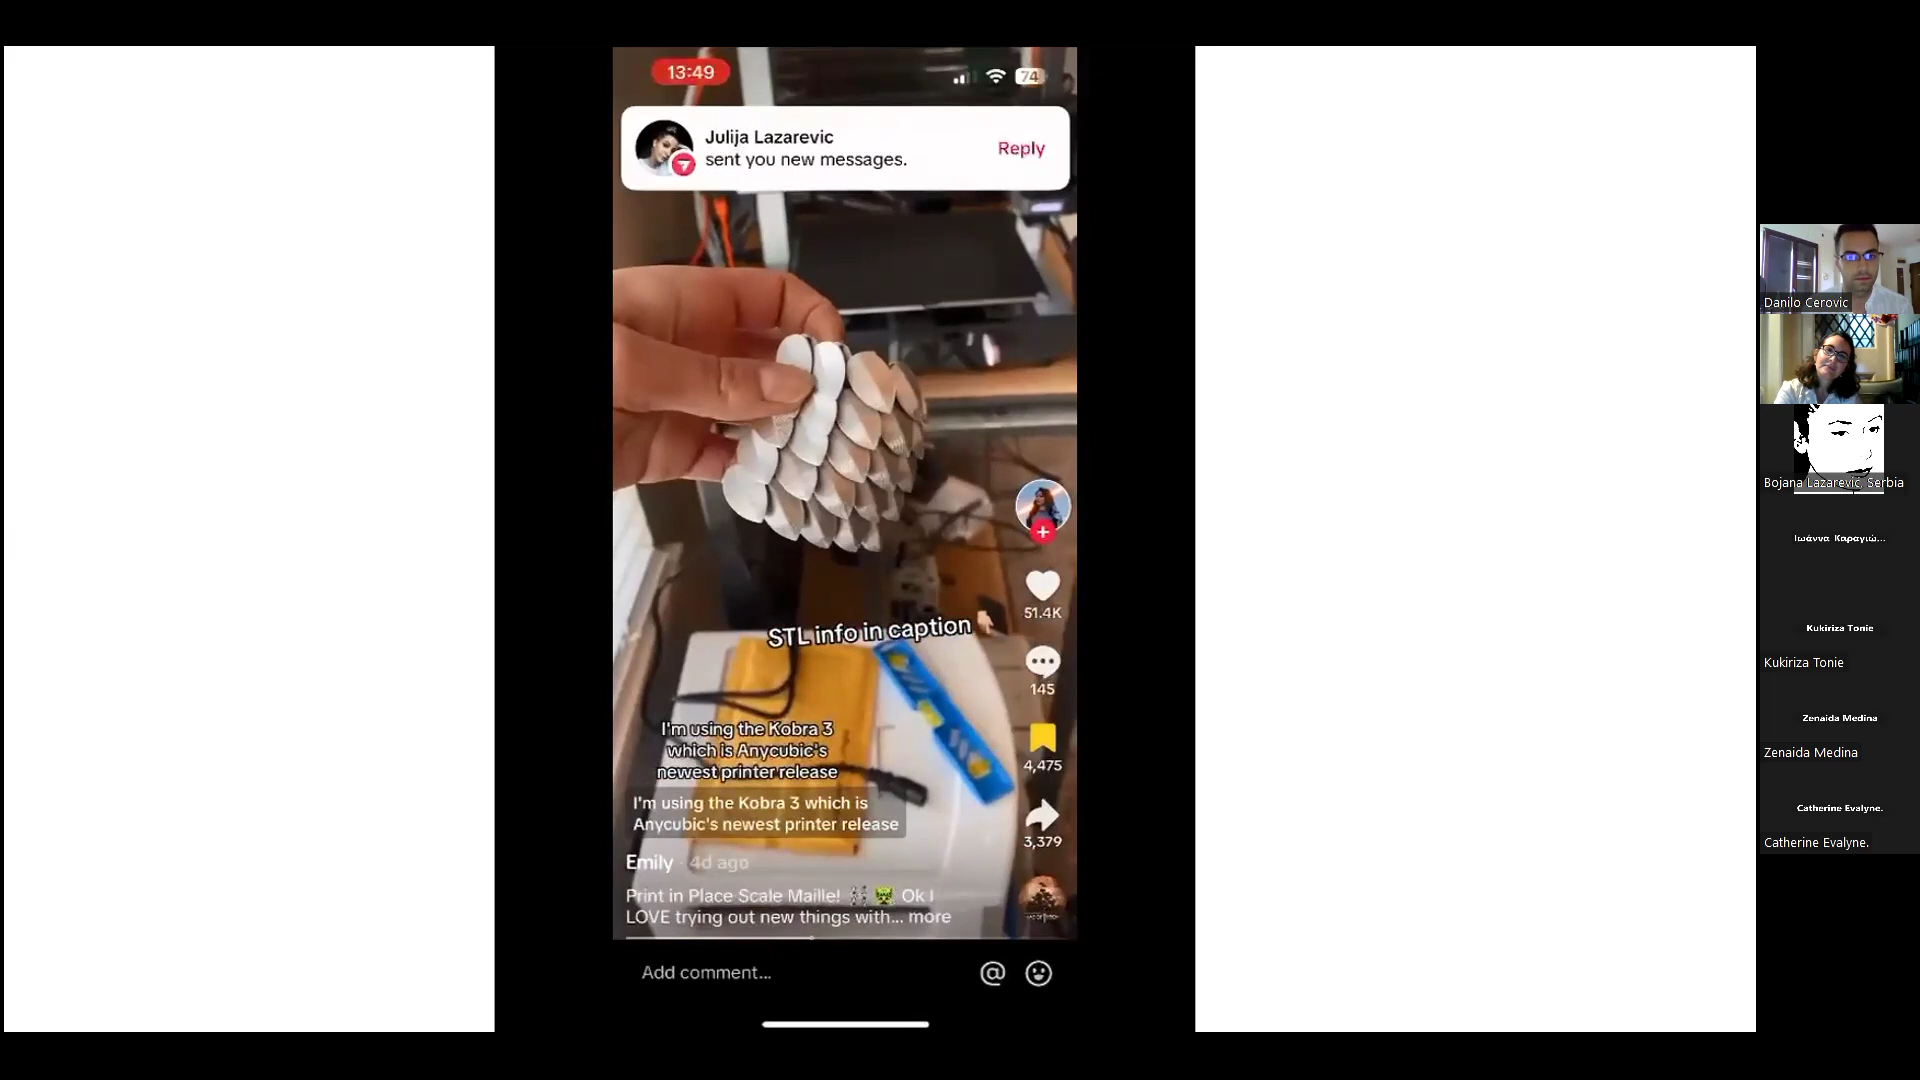 13:49
74
Julija Lazarevic
sent you new messages.
Reply
STL info in caption
51.4K
145
4,475
3,379
I'm using the Kobra 3
which is Anycubic's
newest printer release
I'm using the Kobra 3 which is
Anycubic's newest printer release
Emily · 4d ago
Print in Place Scale Maille! Ok I
LOVE trying out new things with... more
Add comment...
@
Danilo Cerovic
Bojana Lazarević, Serbia
Ιωάννα Καραγιώ...
Kukiriza Tonie
Kukiriza Tonie
Zenaida Medina
Zenaida Medina
Catherine Evalyne.
Catherine Evalyne.